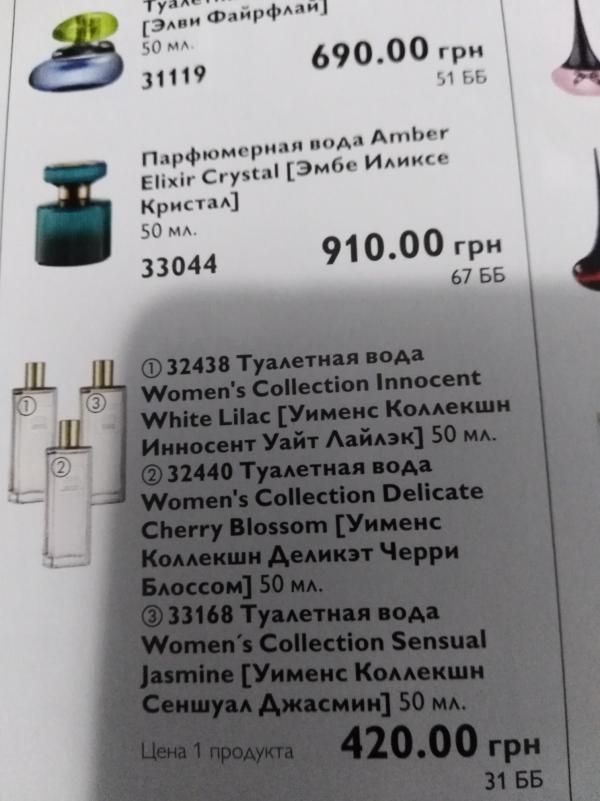 Туалет
[Элви Файрфлай]
50 мл.
690.00 грн
31119
51 ББ
Парфюмерная вода Amber
Elixir Crystal [Эмбе Иликсе
Кристал]
50 мл.
910.00 грн
33044
67 ББ
① 32438 Туалетная вода
Women's Collection Innocent
White Lilac [Уименс Коллекшн
Инносент Уайт Лайлэк] 50 мл.
② 32440 Туалетная вода
Women's Collection Delicate
Cherry Blossom [Уименс
Коллекшн Деликэт Черри
Блоссом] 50 мл.
③ 33168 Туалетная вода
Women´s Collection Sensual
Jasmine [Уименс Коллекшн
Сеншуал Джасмин] 50 мл.
Цена 1 продукта 420.00 грн
31 ББ
①
③
②